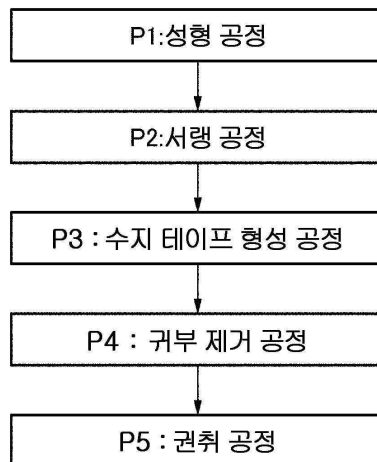 P1:성형 공정
P2:서랭 공정
P3 : 수지 테이프 형성 공정
P4 : 귀부 제거 공정
P5 : 권취 공정